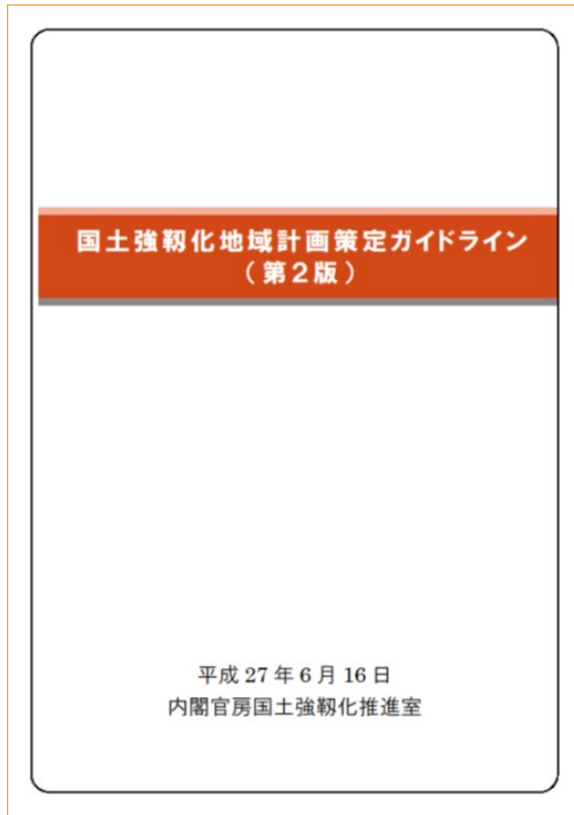 国土強靱化地域計画策定ガイドライン
（第２版）
平成 27 年 6 月 16 日
内閣官房国土強靱化推進室